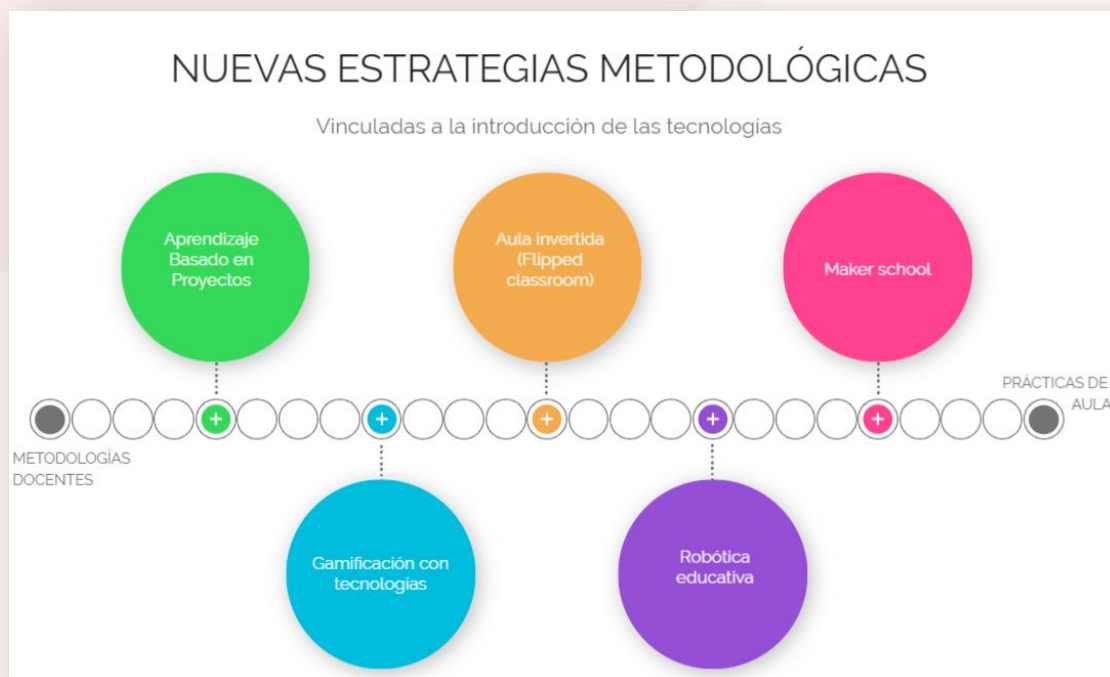 NUEVAS ESTRATEGIAS METODOLÓGICAS
Vinculadas a la introducción de las tecnologías
Aprendizaje
Basado en
Proyectos
Aula invertida
(Flipped
classroom)
Maker school
PRÁCTICAS DE
AULA
METODOLOGÍAS
DOCENTES
Gamificación con
tecnologías
Robótica
educativa